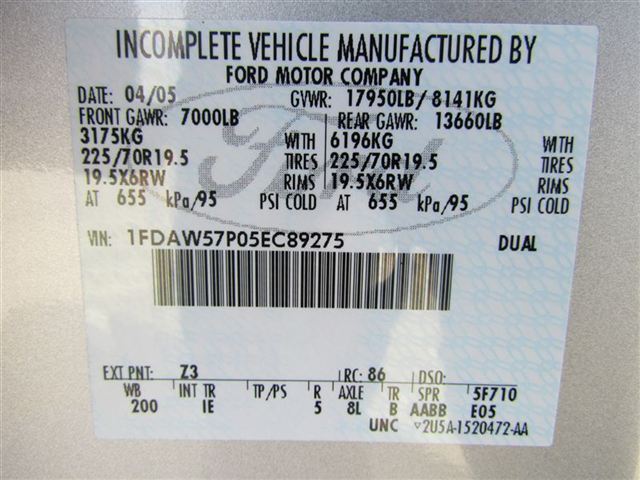 INCOMPLETE VEHICLE MANUFACTURED BY
FORD MOTOR COMPANY
DATE: 04/05 GVWR: 17950LB/8141KG
FRONT GAWR: 7000LB REAR GAWR: 13660LB
3175KG WITH 6196KG WITH
225/70R19.5 TIRES 225/70R19.5 TIRES
19.5X6RW RIMS 19.5X6RW RIMS
AT 655 kPa/95 PSI COLD AT 655 kPa/95 PSI COLD
VIN: 1FDAW57P05EC89275 DUAL
EXT PNT: Z3 RC: 86 DSO:
WB INT TR TP/PS R AXLE TR SPR 5F710
200 IE 5 8L B AABB E05
UNC 2U5A-1520472-AA
Ford